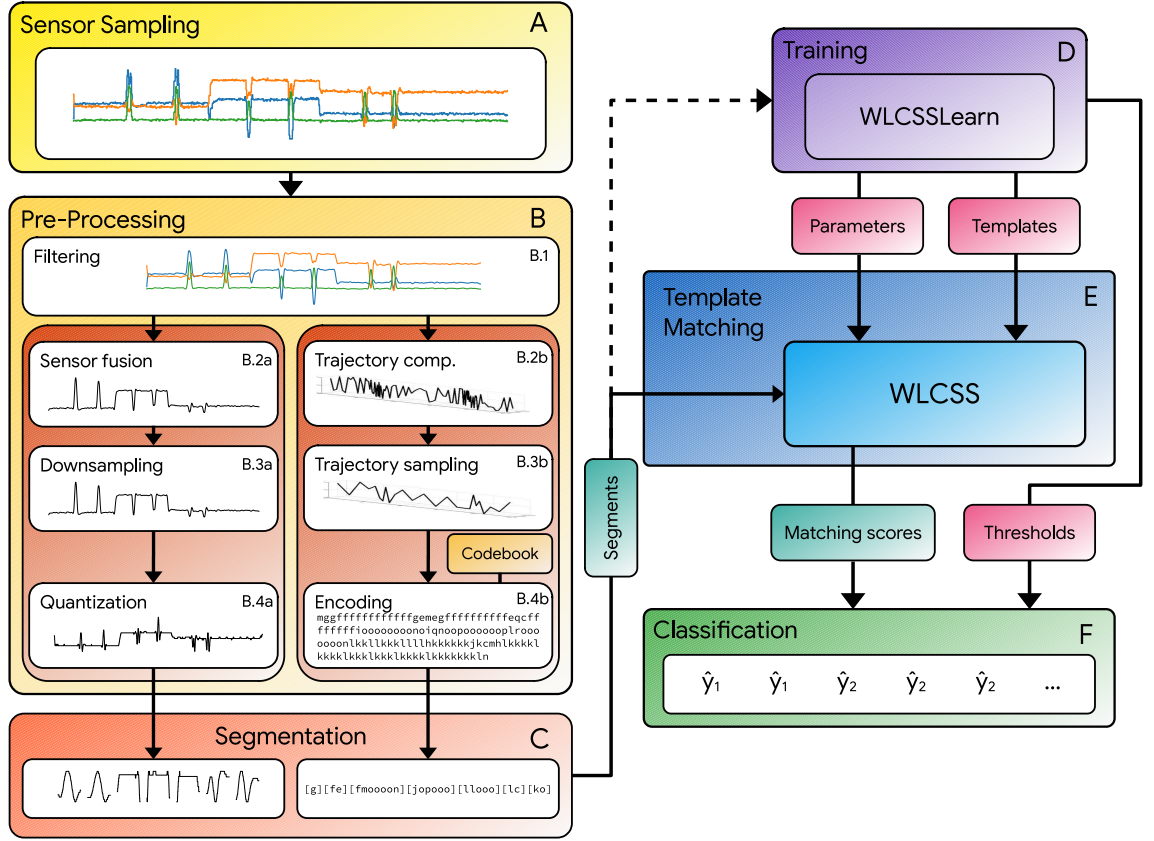 Sensor Sampling
A
Pre-Processing
B
Filtering
B.1
Sensor fusion
B.2a
Downsampling
B.3a
Quantization
B.4a
Trajectory comp.
B.2b
Trajectory sampling
B.3b
Codebook
Encoding
B.4b
mggfffffffffffffgemegffffffffffeqcff
ffffffiooooooooonoiqnoopooooooplrooo
oooonlkkllkkkllllhkkkkkkjkcmhlkkkkl
kkkklkkklkkklkkkklkkkkkkkln
Segmentation
C
[g][fe][fmoooon][jopooo][llooo][lc][ko]
Segments
Training
D
WLCSSLearn
Parameters
Templates
Template
Matching
E
WLCSS
Matching scores
Thresholds
Classification
F
ŷ1 ŷ1 ŷ2 ŷ2 ŷ2 ...